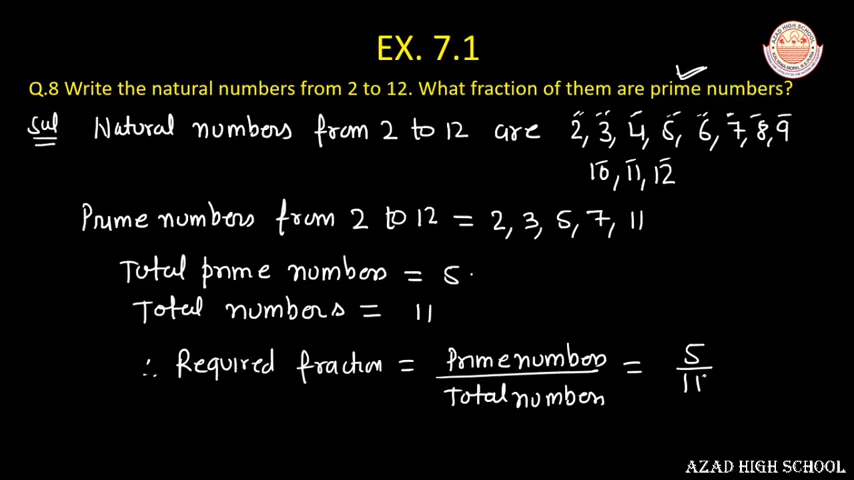 EX. 7.1
AZAD HIGH SCHOOL
Q.8 Write the natural numbers from 2 to 12. What fraction of them are prime numbers?
Sol Natural numbers from 2 to 12 are 2, 3, 4, 5, 6, 7, 8, 9
10, 11, 12
Prime numbers from 2 to 12 = 2, 3, 5, 7, 11
Total prime numbers = 5
Total numbers = 11
∴ Required fraction = Prime numbers / Total numbers = 5 / 11
AZAD HIGH SCHOOL